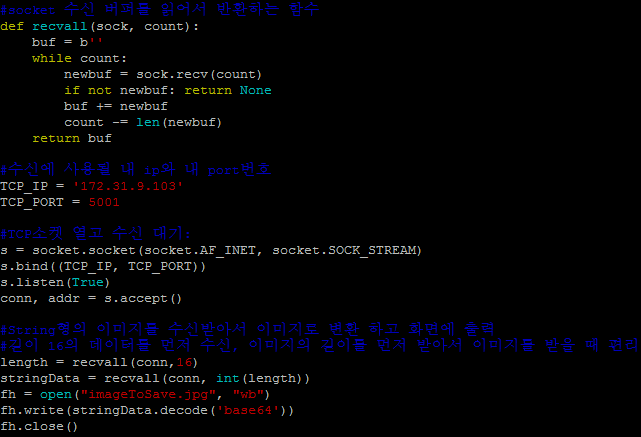 #socket 수신 버퍼를 읽어서 반환하는 함수
def recvall(sock, count):
    buf = b''
    while count:
        newbuf = sock.recv(count)
        if not newbuf: return None
        buf += newbuf
        count -= len(newbuf)
    return buf

#수신에 사용될 내 ip와 내 port번호
TCP_IP = '172.31.9.103'
TCP_PORT = 5001

#TCP소켓 열고 수신 대기:
s = socket.socket(socket.AF_INET, socket.SOCK_STREAM)
s.bind((TCP_IP, TCP_PORT))
s.listen(True)
conn, addr = s.accept()

#String형의 이미지를 수신받아서 이미지로 변환 하고 화면에 출력
#길이 16의 데이터를 먼저 수신, 이미지의 길이를 먼저 받아서 이미지를 받을 때 편리
length = recvall(conn,16)
stringData = recvall(conn, int(length))
fh = open("imageToSave.jpg", "wb")
fh.write(stringData.decode('base64'))
fh.close()